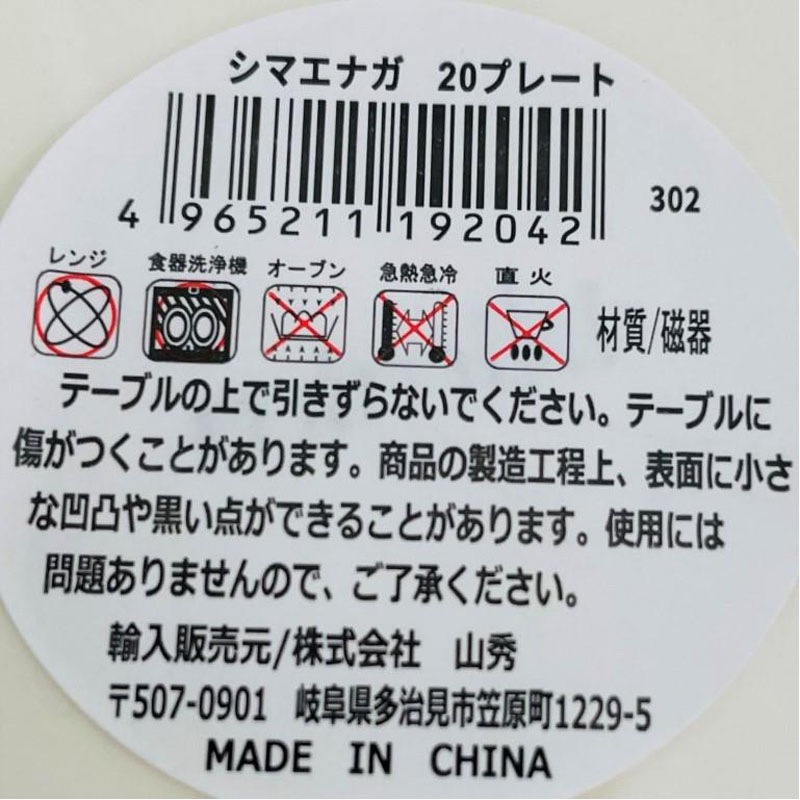 シマエナガ　20プレート
302
4 965211 192042
レンジ 食器洗浄機 オーブン 急熱急冷 直火
材質/磁器
テーブルの上で引きずらないでください。テーブルに
傷がつくことがあります。商品の製造工程上、表面に小さ
な凹凸や黒い点ができることがあります。使用には
問題ありませんので、ご了承ください。
輸入販売元/株式会社　山秀
〒507-0901　岐阜県多治見市笠原町1229-5
MADE IN CHINA